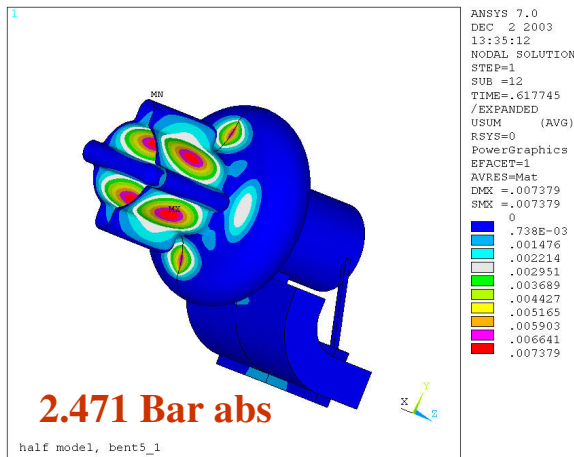 1
MN
MX
2.471 Bar abs
X
Y
Z
half model, bent5_1
ANSYS 7.0
DEC 2 2003
13:35:12
NODAL SOLUTION
STEP=1
SUB =12
TIME=.617745
/EXPANDED
USUM (AVG)
RSYS=0
PowerGraphics
EFACET=1
AVRES=Mat
DMX =.007379
SMX =.007379
0
.738E-03
.001476
.002214
.002951
.003689
.004427
.005165
.005903
.006641
.007379